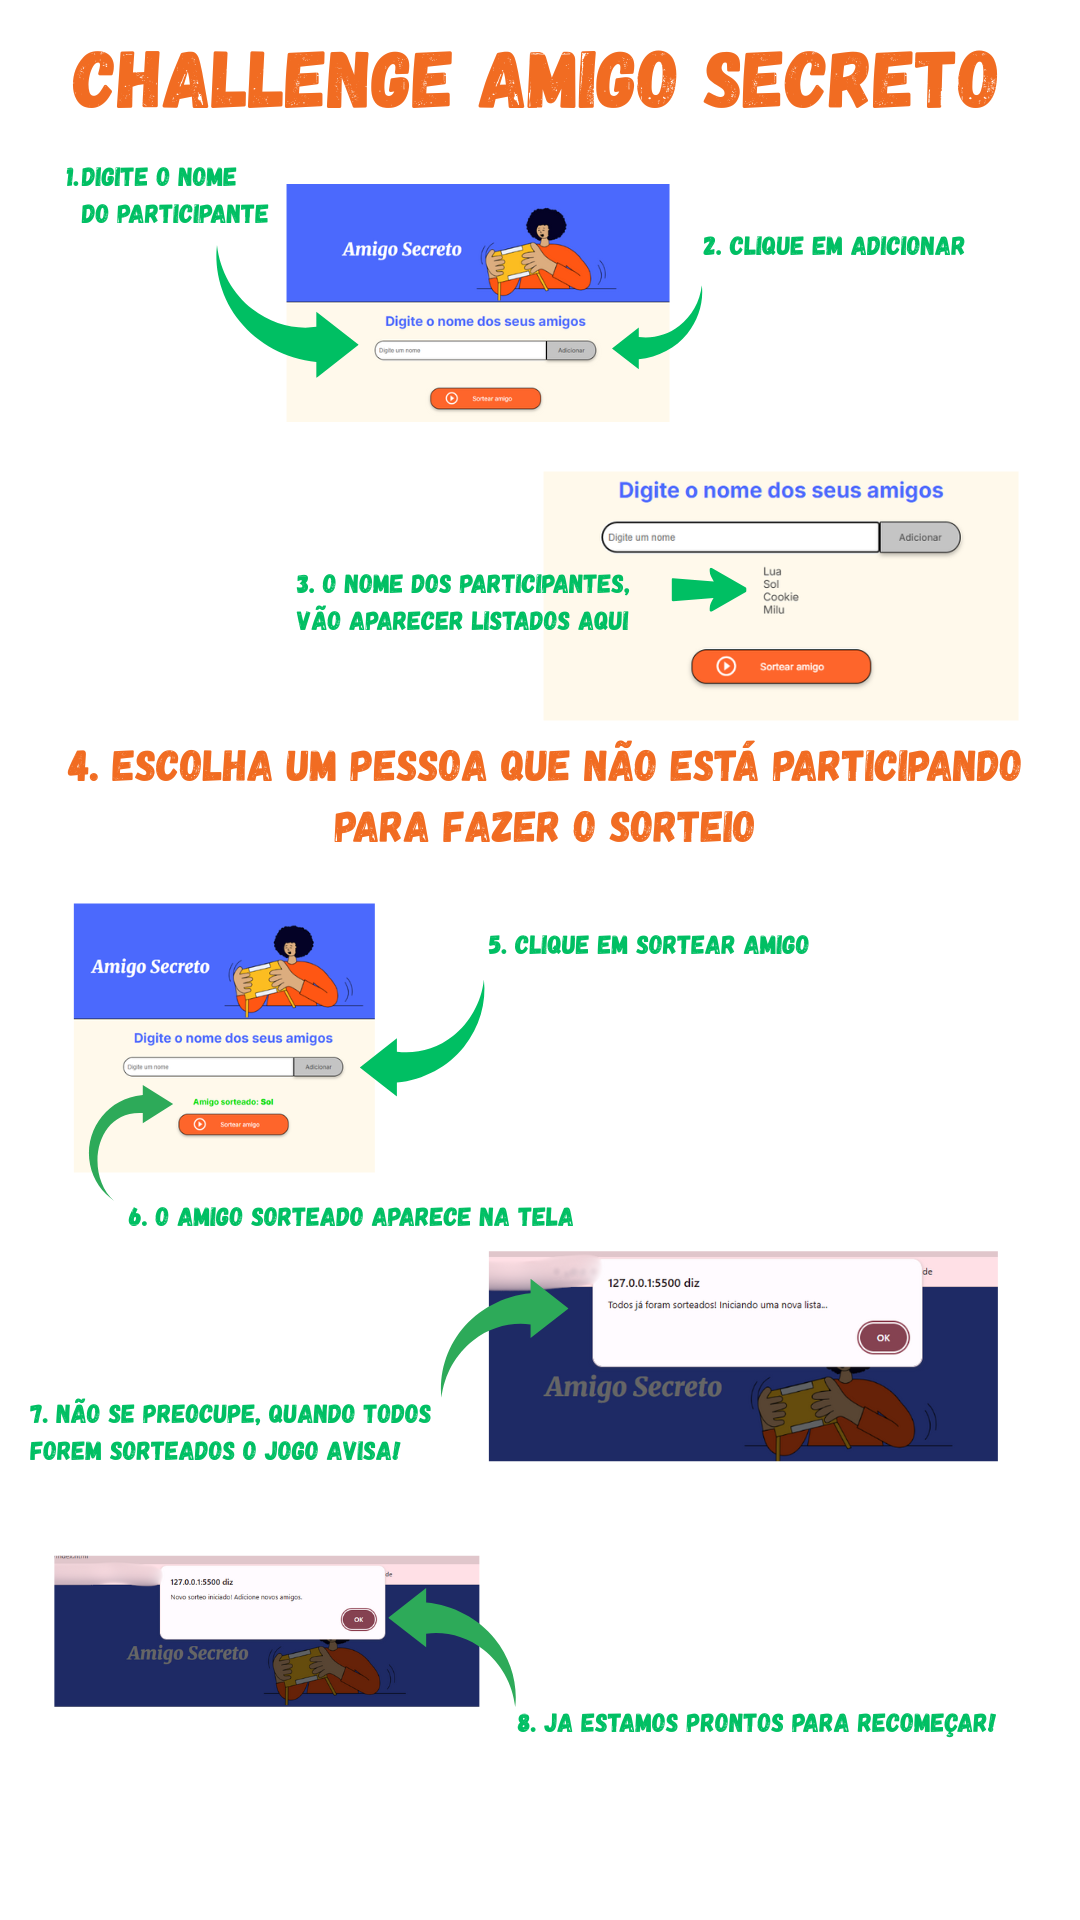 CHALLENGE AMIGO SECRETO
1. DIGITE O NOME
DO PARTICIPANTE
Amigo Secreto
2. CLIQUE EM ADICIONAR
Digite o nome dos seus amigos
Digite um nome
Adicionar
Sortear amigo
Digite o nome dos seus amigos
Digite um nome
Adicionar
3. O NOME DOS PARTICIPANTES,
VÃO APARECER LISTADOS AQUI
Lua
Sol
Cookie
Milu
Sortear amigo
4. ESCOLHA UM PESSOA QUE NÃO ESTÁ PARTICIPANDO
PARA FAZER O SORTEIO
Amigo Secreto
5. CLIQUE EM SORTEAR AMIGO
Digite o nome dos seus amigos
Digite um nome
Adicionar
Amigo sorteado: Sol
Sortear amigo
6. O AMIGO SORTEADO APARECE NA TELA
de
127.0.0.1:5500 diz
Todos já foram sorteados! Iniciando uma nova lista...
OK
Amigo Secreto
7. NÃO SE PREOCUPE, QUANDO TODOS
FOREM SORTEADOS O JOGO AVISA!
de
127.0.0.1:5500 diz
Novo sorteio iniciado! Adicione novos amigos.
OK
Amigo Secreto
8. JA ESTAMOS PRONTOS PARA RECOMEÇAR!